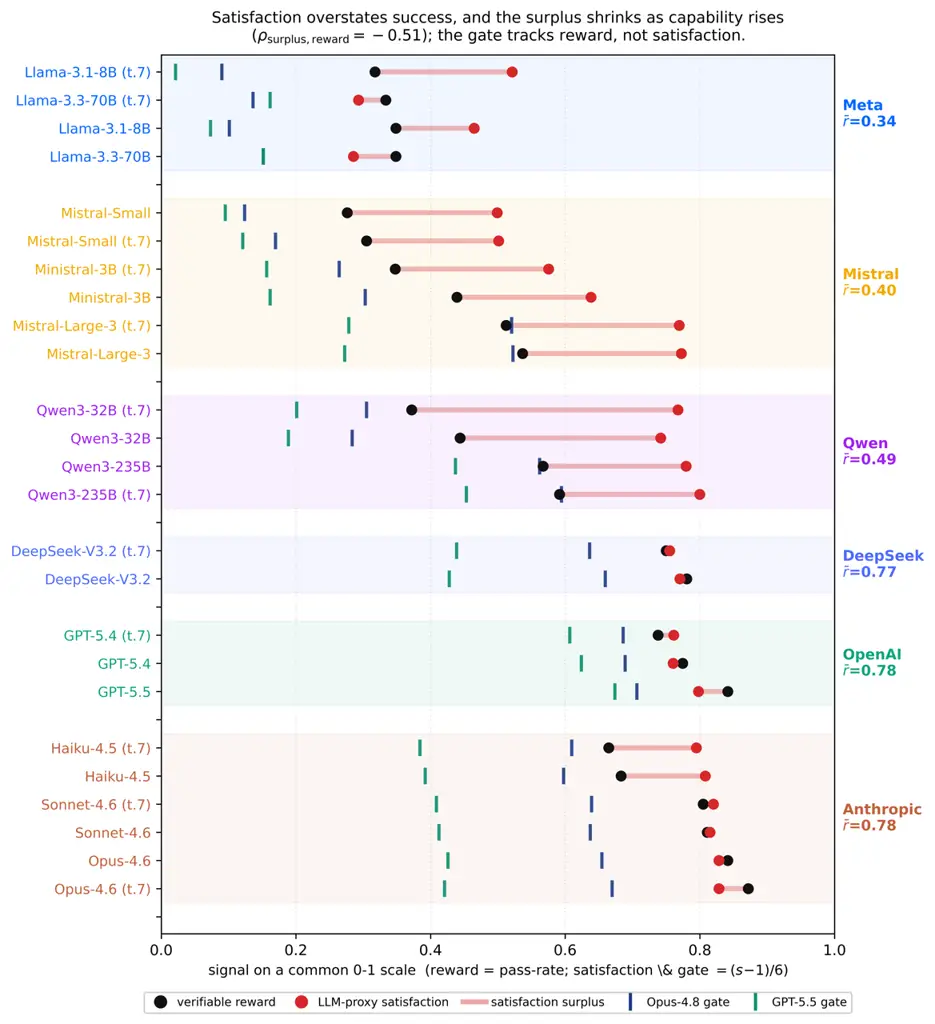 Satisfaction overstates success, and the surplus shrinks as capability rises
(ρsurplus, reward = −0.51); the gate tracks reward, not satisfaction.
Llama-3.1-8B (t.7)
Llama-3.3-70B (t.7)
Llama-3.1-8B
Llama-3.3-70B
Meta
r̄=0.34
Mistral-Small
Mistral-Small (t.7)
Ministral-3B (t.7)
Ministral-3B
Mistral-Large-3 (t.7)
Mistral-Large-3
Mistral
r̄=0.40
Qwen3-32B (t.7)
Qwen3-32B
Qwen3-235B
Qwen3-235B (t.7)
Qwen
r̄=0.49
DeepSeek-V3.2 (t.7)
DeepSeek-V3.2
DeepSeek
r̄=0.77
GPT-5.4 (t.7)
GPT-5.4
GPT-5.5
OpenAI
r̄=0.78
Haiku-4.5 (t.7)
Haiku-4.5
Sonnet-4.6 (t.7)
Sonnet-4.6
Opus-4.6
Opus-4.6 (t.7)
Anthropic
r̄=0.78
0.0 0.2 0.4 0.6 0.8 1.0
signal on a common 0-1 scale (reward = pass-rate; satisfaction \& gate = (s−1)/6)
verifiable reward LLM-proxy satisfaction satisfaction surplus Opus-4.8 gate GPT-5.5 gate